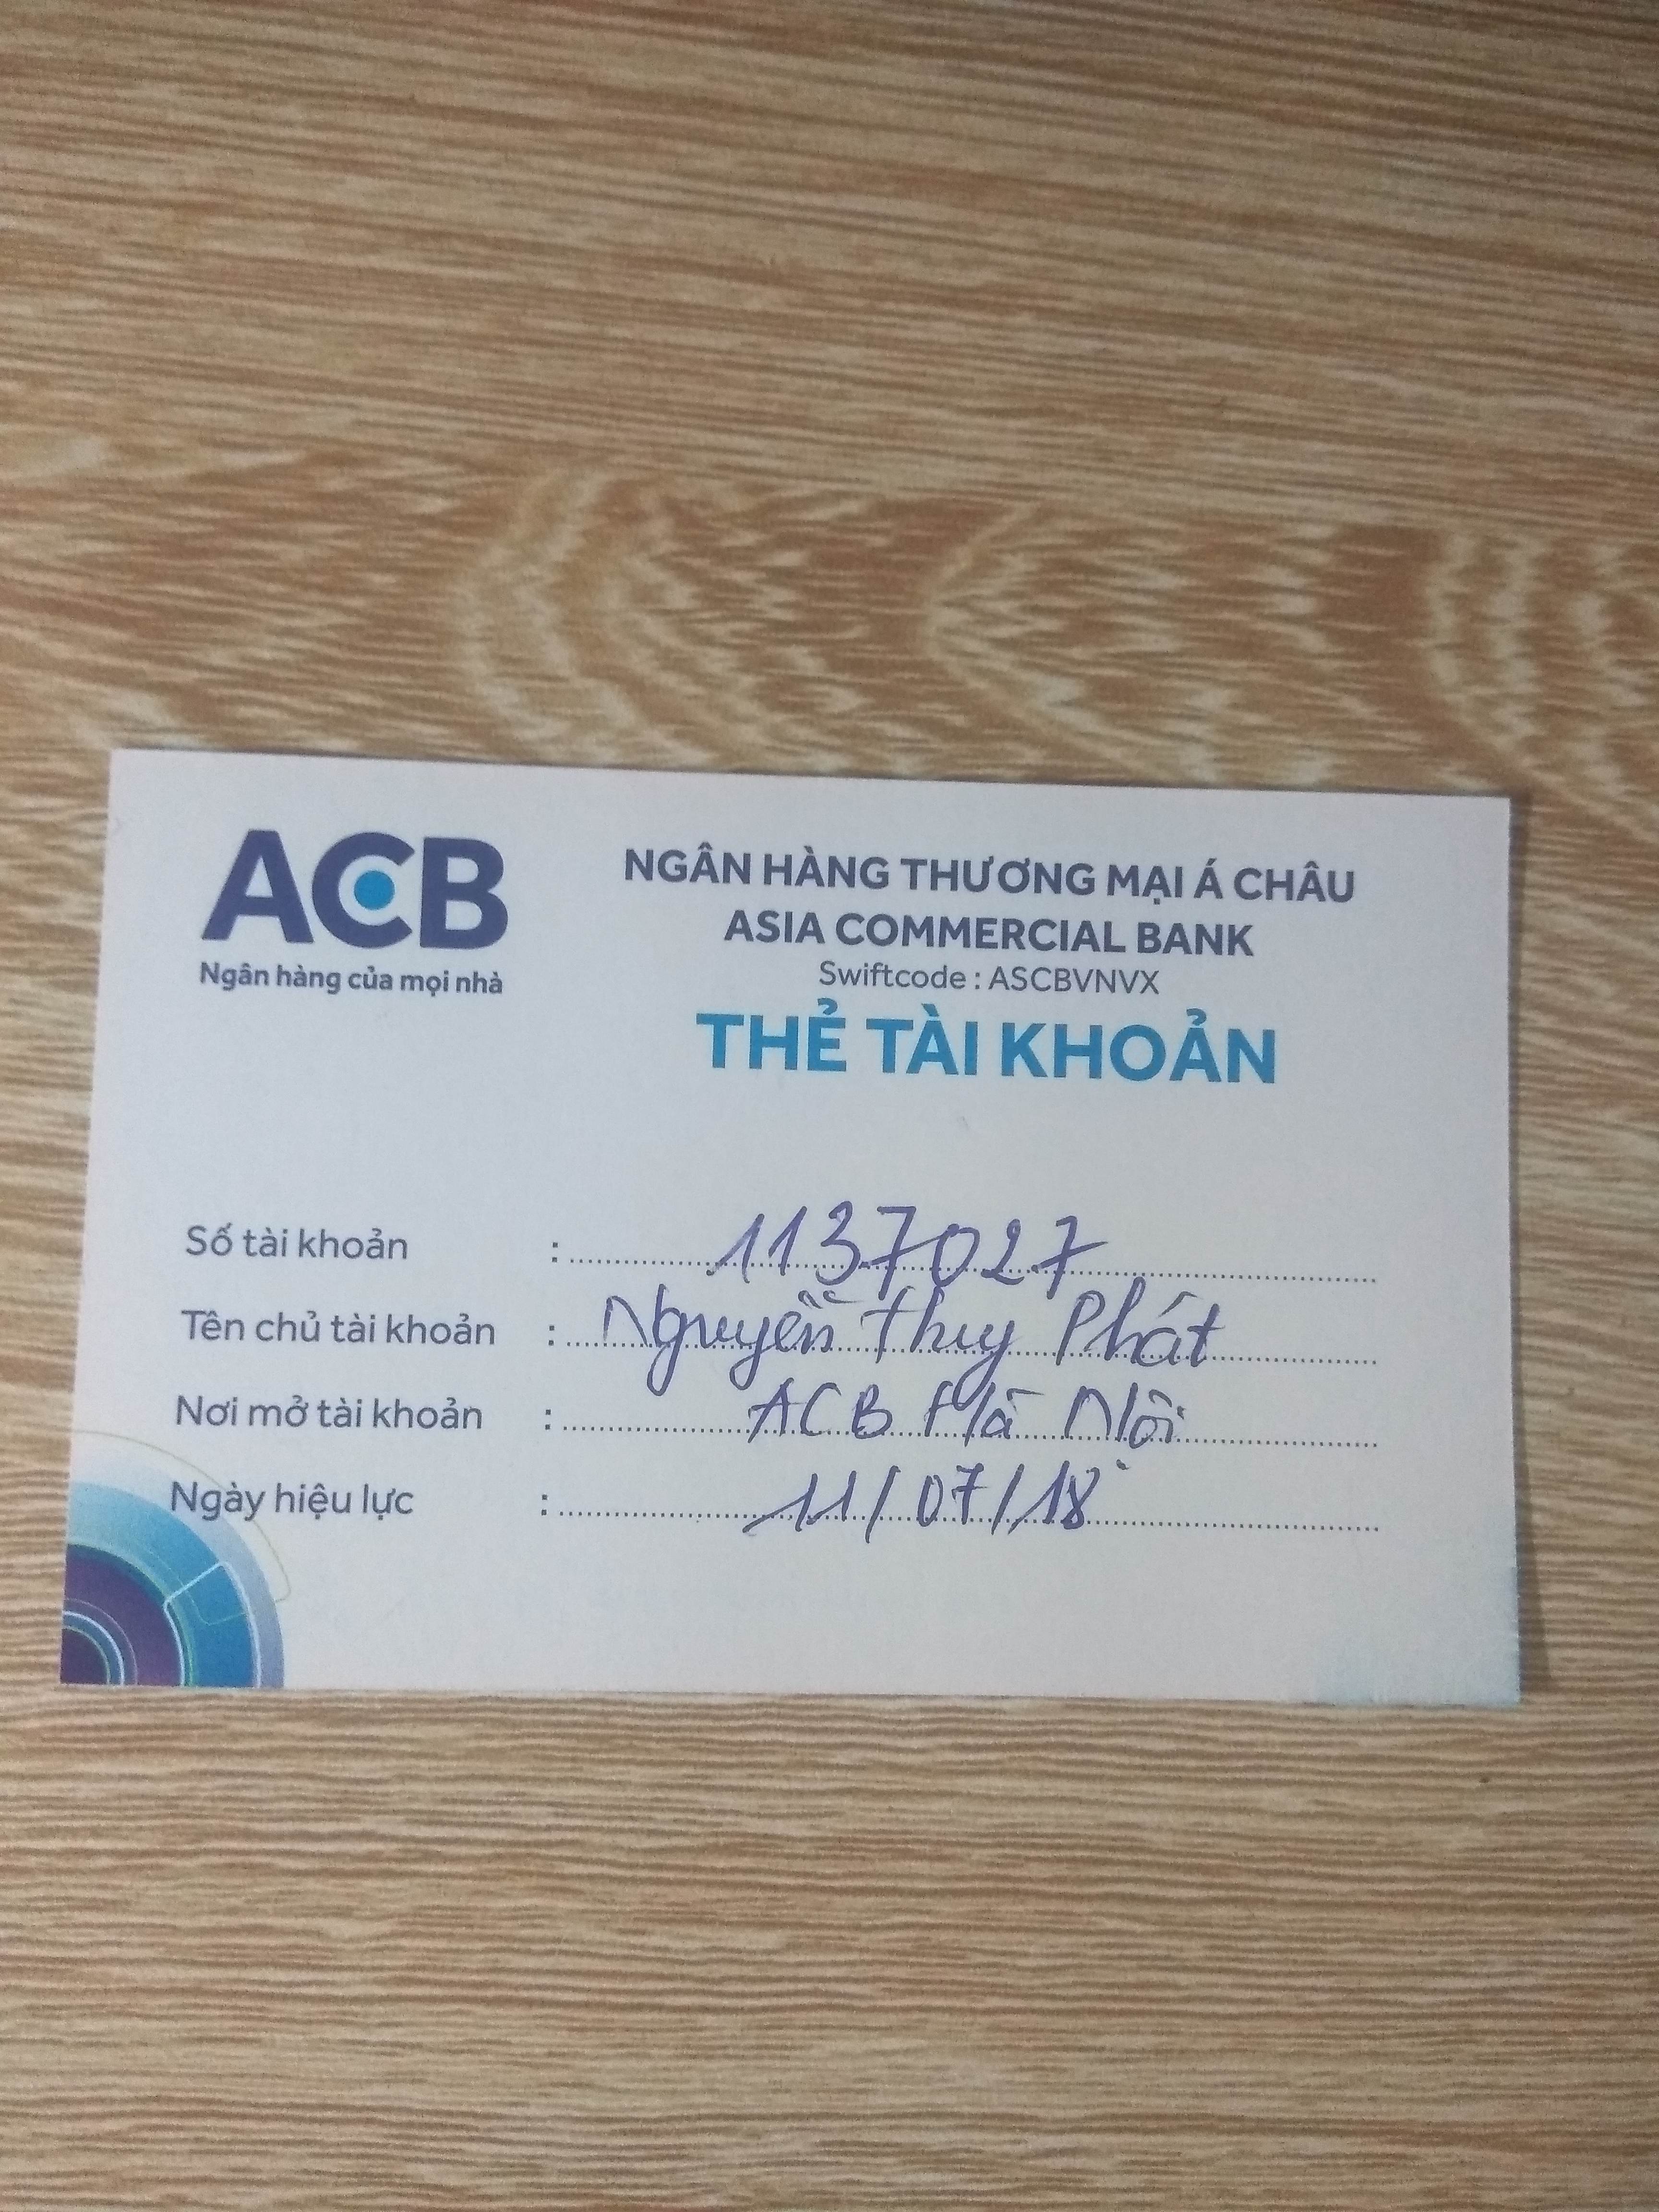 ACB
Ngân hàng của mọi nhà
NGÂN HÀNG THƯƠNG MẠI Á CHÂU
ASIA COMMERCIAL BANK
Swiftcode : ASCBVNVX
THẺ TÀI KHOẢN
Số tài khoản : 1137027
Tên chủ tài khoản : Nguyễn Thuy Phát
Nơi mở tài khoản : ACB Hà Nội
Ngày hiệu lực : 11/07/18